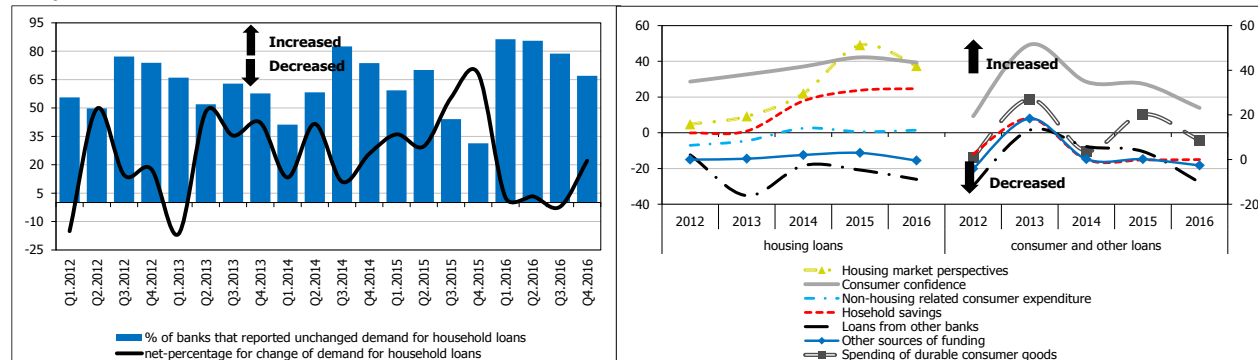 95
80
65
50
35
20
5
-10
-25
Increased
Decreased
Q1.2012
Q2.2012
Q3.2012
Q4.2012
Q1.2013
Q2.2013
Q3.2013
Q4.2013
Q1.2014
Q2.2014
Q3.2014
Q4.2014
Q1.2015
Q2.2015
Q3.2015
Q4.2015
Q1.2016
Q2.2016
Q3.2016
Q4.2016
% of banks that reported unchanged demand for household loans
net-percentage for change of demand for household loans
60
40
20
0
-20
-40
60
40
20
0
-20
Increased
Decreased
2012 2013 2014 2015 2016 2012 2013 2014 2015 2016
housing loans consumer and other loans
Housing market perspectives
Consumer confidence
Non-housing related consumer expenditure
Hosehold savings
Loans from other banks
Other sources of funding
Spending of durable consumer goods